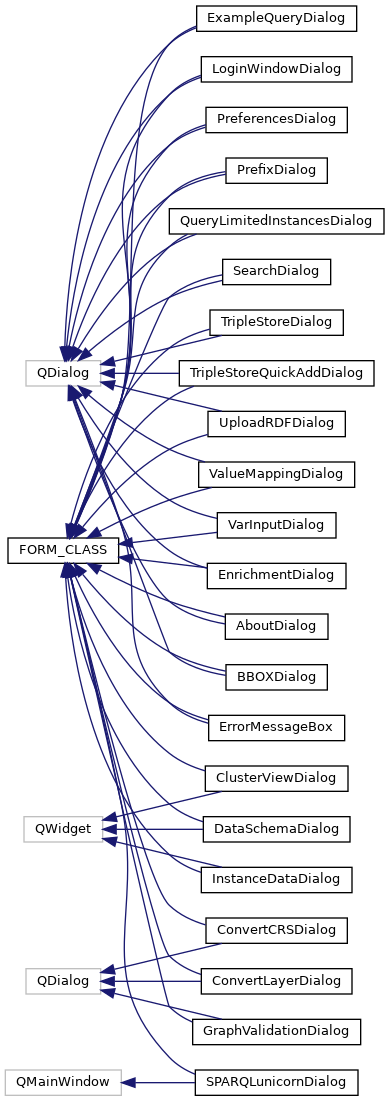 ExampleQueryDialog
LoginWindowDialog
PreferencesDialog
PrefixDialog
QueryLimitedInstancesDialog
SearchDialog
TripleStoreDialog
QDialog
TripleStoreQuickAddDialog
UploadRDFDialog
ValueMappingDialog
VarInputDialog
FORM_CLASS
EnrichmentDialog
AboutDialog
BBOXDialog
ErrorMessageBox
ClusterViewDialog
QWidget
DataSchemaDialog
InstanceDataDialog
ConvertCRSDialog
QDialog
ConvertLayerDialog
GraphValidationDialog
QMainWindow
SPARQLunicornDialog